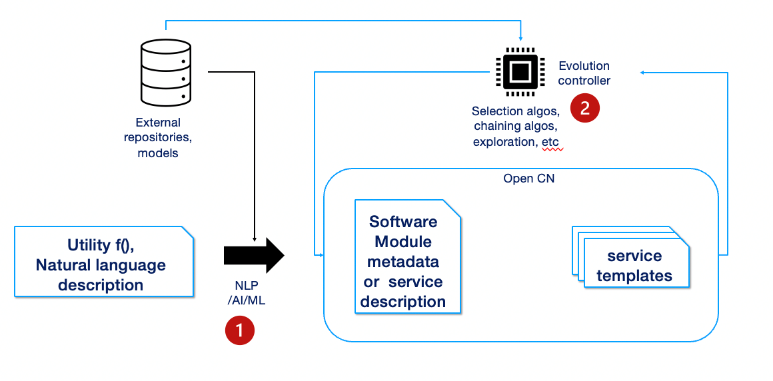 External
repositories,
models
Evolution
controller
2
Selection algos,
chaining algos,
exploration, etc
Open CN
Utility f(),
Natural language
description
NLP
/AI/ML
1
Software
Module
metadata
or service
description
service
templates